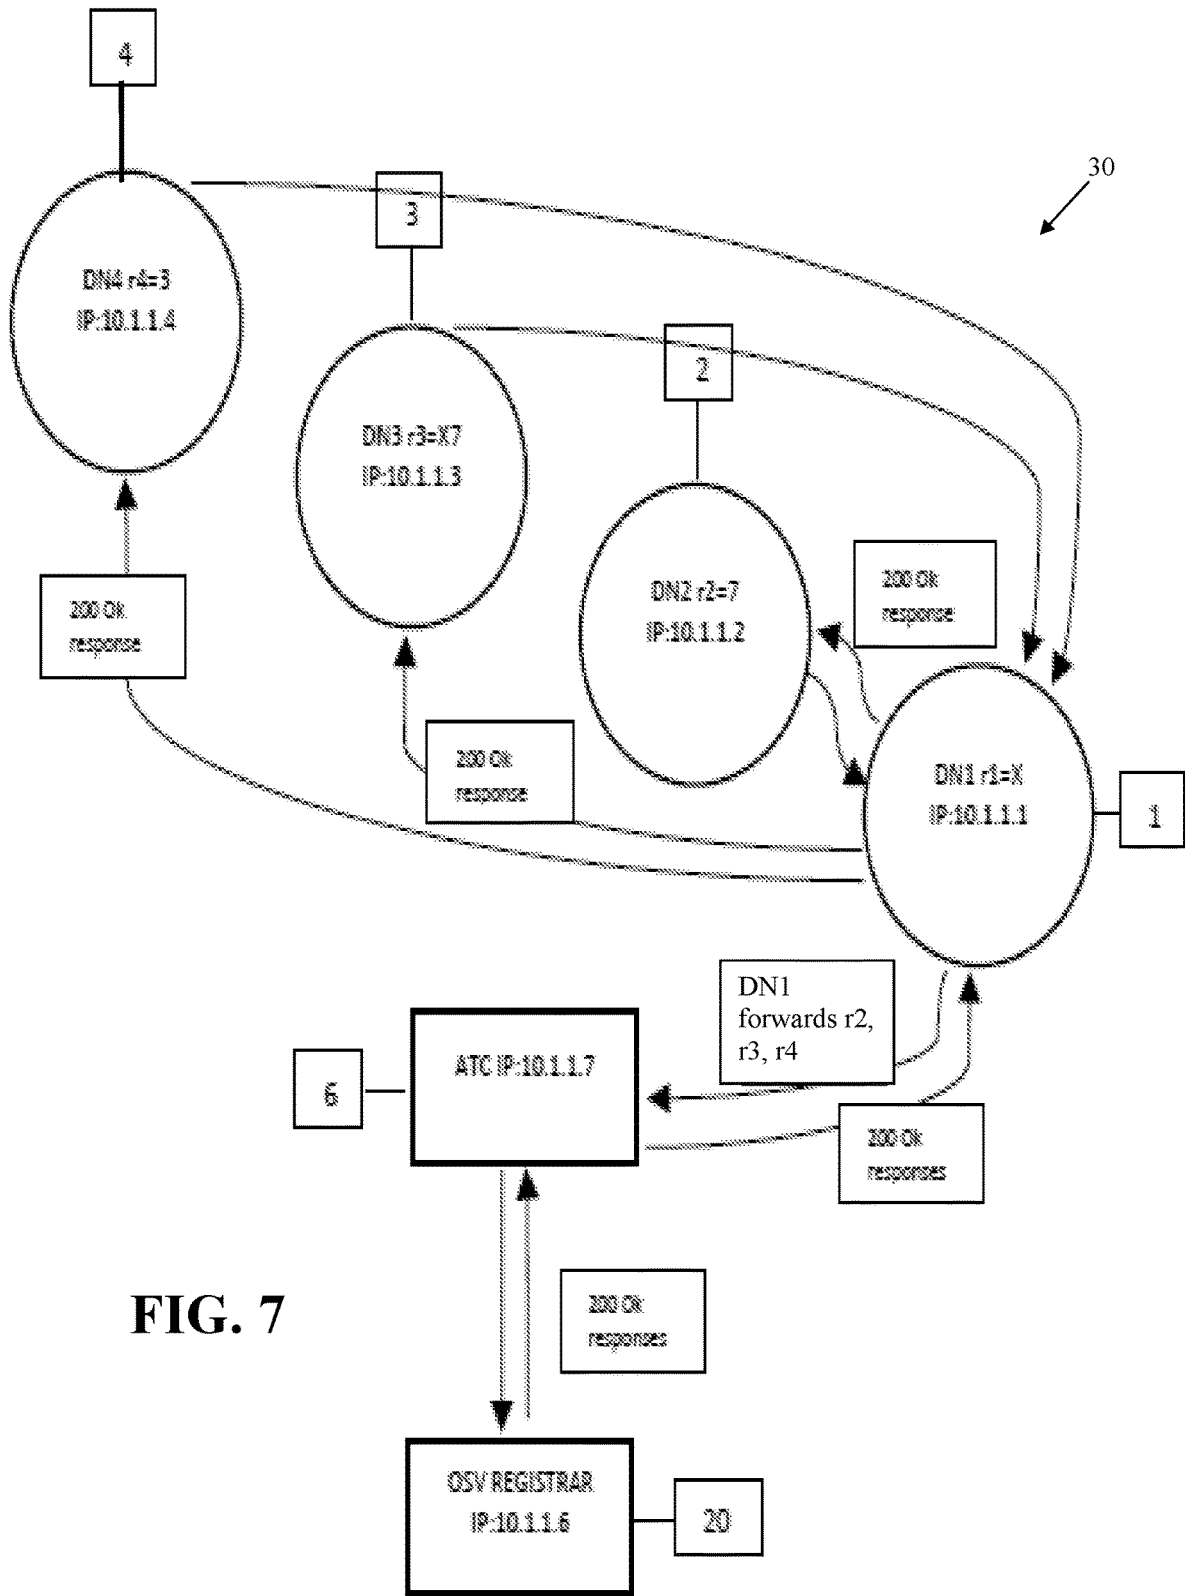 4
30
3
DN4 r4=3
IP:10.1.1.4
2
DN3 r3=X7
IP:10.1.1.3
200 Ok
response
DN2 r2=7
IP:10.1.1.2
200 Ok
response
200 Ok
response
DN1 r1=X
IP:10.1.1.1
1
DN1
forwards r2,
r3, r4
ATC IP:10.1.1.7
6
200 Ok
responses
200 Ok
responses
FIG. 7
OSV REGISTRAR
IP:10.1.1.6
20